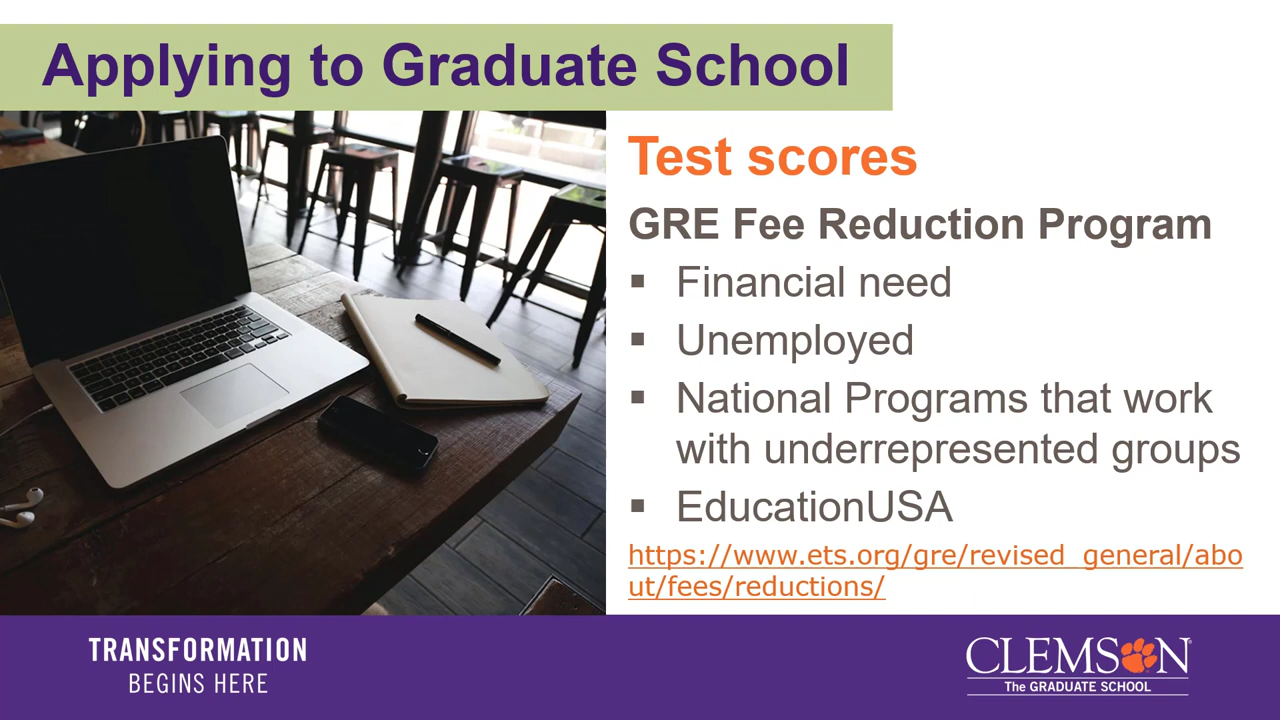 Applying to Graduate School
Test scores
GRE Fee Reduction Program
▪ Financial need
▪ Unemployed
▪ National Programs that work
with underrepresented groups
▪ EducationUSA
https://www.ets.org/gre/revised_general/abo
ut/fees/reductions/
TRANSFORMATION
BEGINS HERE
CLEMSON®
The GRADUATE SCHOOL